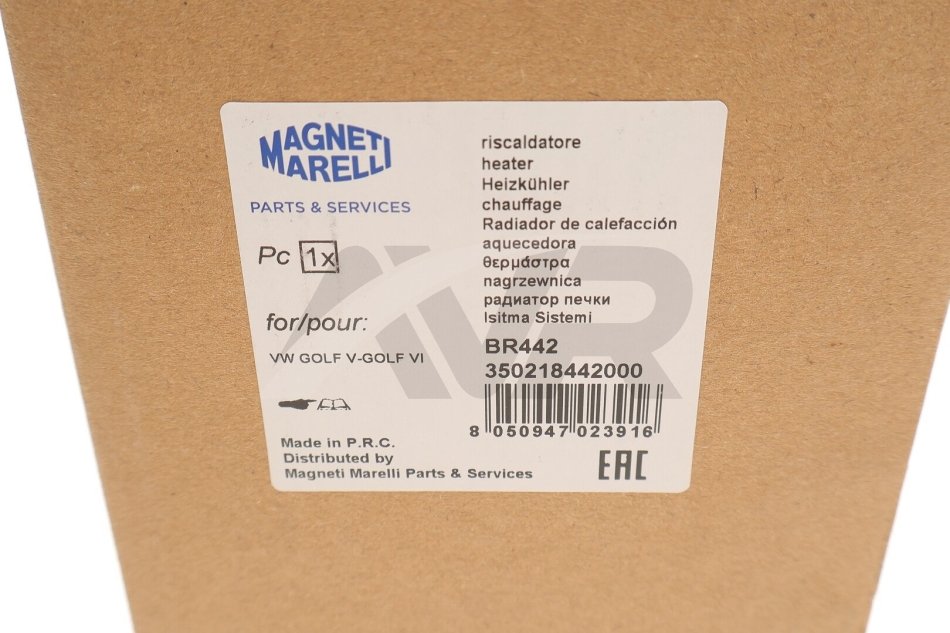 MAGNETI
MARELLI
PARTS & SERVICES
Pc 1x
for/pour:
VW GOLF V-GOLF VI
Made in P.R.C.
Distributed by
Magneti Marelli Parts & Services
riscaldatore
heater
Heizkühler
chauffage
Radiador de calefacción
aquecedora
θερμάστρα
nagrzewnica
радиатор печки
Isitma Sistemi
BR442
350218442000
8 050947 023916
EAC
AVR